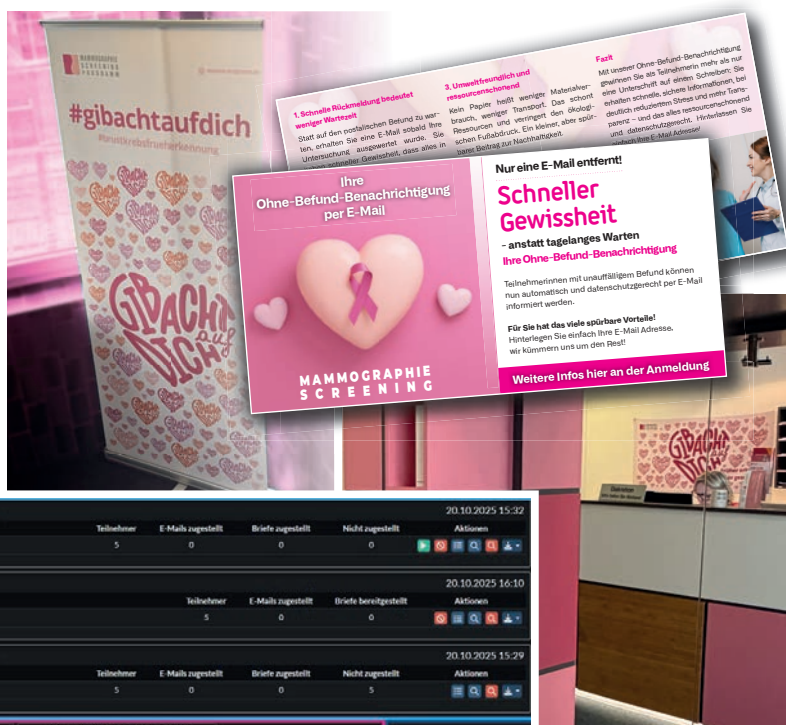 MAMMOGRAPHIE
SCREENING
PROGRAMM
#gibachtaufdich
#brustkrebsfrueherkennung
GIB ACHT
auf
DICH
1. Schnelle Rückmeldung bedeutet
weniger Wartezeit
Statt auf den postalischen Befund zu war-
ten, erhalten Sie eine E-Mail sobald Ihre
Untersuchung ausgewertet wurde. Sie
schneller Gewissheit, dass alles in
3. Umweltfreundlich und
ressourcenschonend
Kein Papier heißt weniger Materialver-
brauch, weniger Transport. Das schont
Ressourcen und verringert den ökologi-
schen Fußabdruck. Ein kleiner, aber spür-
barer Beitrag zur Nachhaltigkeit.
Fazit
Mit unserer Ohne-Befund-Benachrichtigung
gewinnen Sie als Teilnehmerin mehr als nur
eine Unterschrift auf einem Schreiben: Sie
erhalten schnelle, sichere Informationen, bei
deutlich reduziertem Stress und mehr Trans-
parenz – und das alles ressourcenschonend
und datenschutzgerecht. Hinterlassen Sie
einfach Ihre E-Mail Adresse!
Ihre
Ohne-Befund-Benachrichtigung
per E-Mail
MAMMOGRAPHIE
SCREENING
Nur eine E-Mail entfernt!
Schneller
Gewissheit
- anstatt tagelanges Warten
Ihre Ohne-Befund-Benachrichtigung
Teilnehmerinnen mit unauffälligem Befund können
nun automatisch und datenschutzgerecht per E-Mail
informiert werden.
Für Sie hat das viele spürbare Vorteile!
Hinterlegen Sie einfach Ihre E-Mail Adresse,
wir kümmern uns um den Rest!
Weitere Infos hier an der Anmeldung
GIB ACHT
auf
DICH
20.10.2025 15:32
Teilnehmer E-Mails zugestellt Briefe zugestellt Nicht zugestellt Aktionen
5 0 0 0
20.10.2025 16:10
Teilnehmer E-Mails zugestellt Briefe bereitgestellt Aktionen
5 0 0
20.10.2025 15:29
Teilnehmer E-Mails zugestellt Briefe zugestellt Nicht zugestellt Aktionen
5 0 0 5